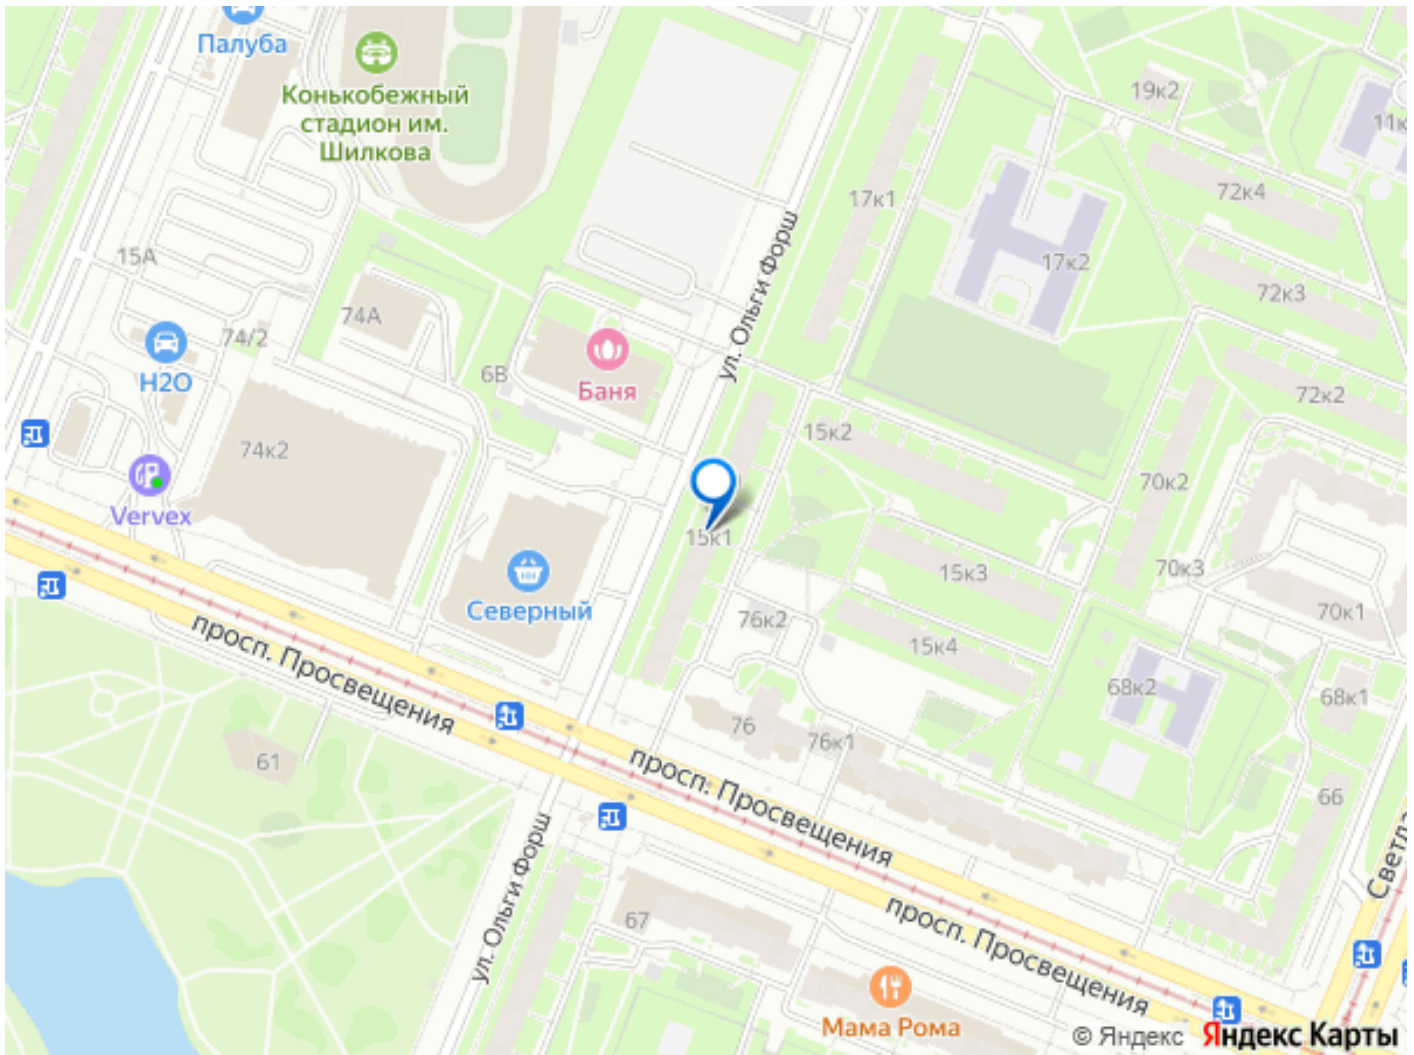 Палуба
Конькобежный
стадион им.
Шилкова
19к2
11к
17к1
72к4
ул. Ольги Форш
15А
17к2
72к3
74А
74/2
6В
Баня
H2O
72к2
15к2
74к2
70к2
Vervex
15к1
15к3
70к3
Северный
просп. Просвещения
76к2
70к1
15к4
68к2
68к1
76
76к1
61
просп. Просвещения
66
Светла
ул. Ольги Форш
67
просп. Просвещения
Мама Рома
© Яндекс Яндекс Карты